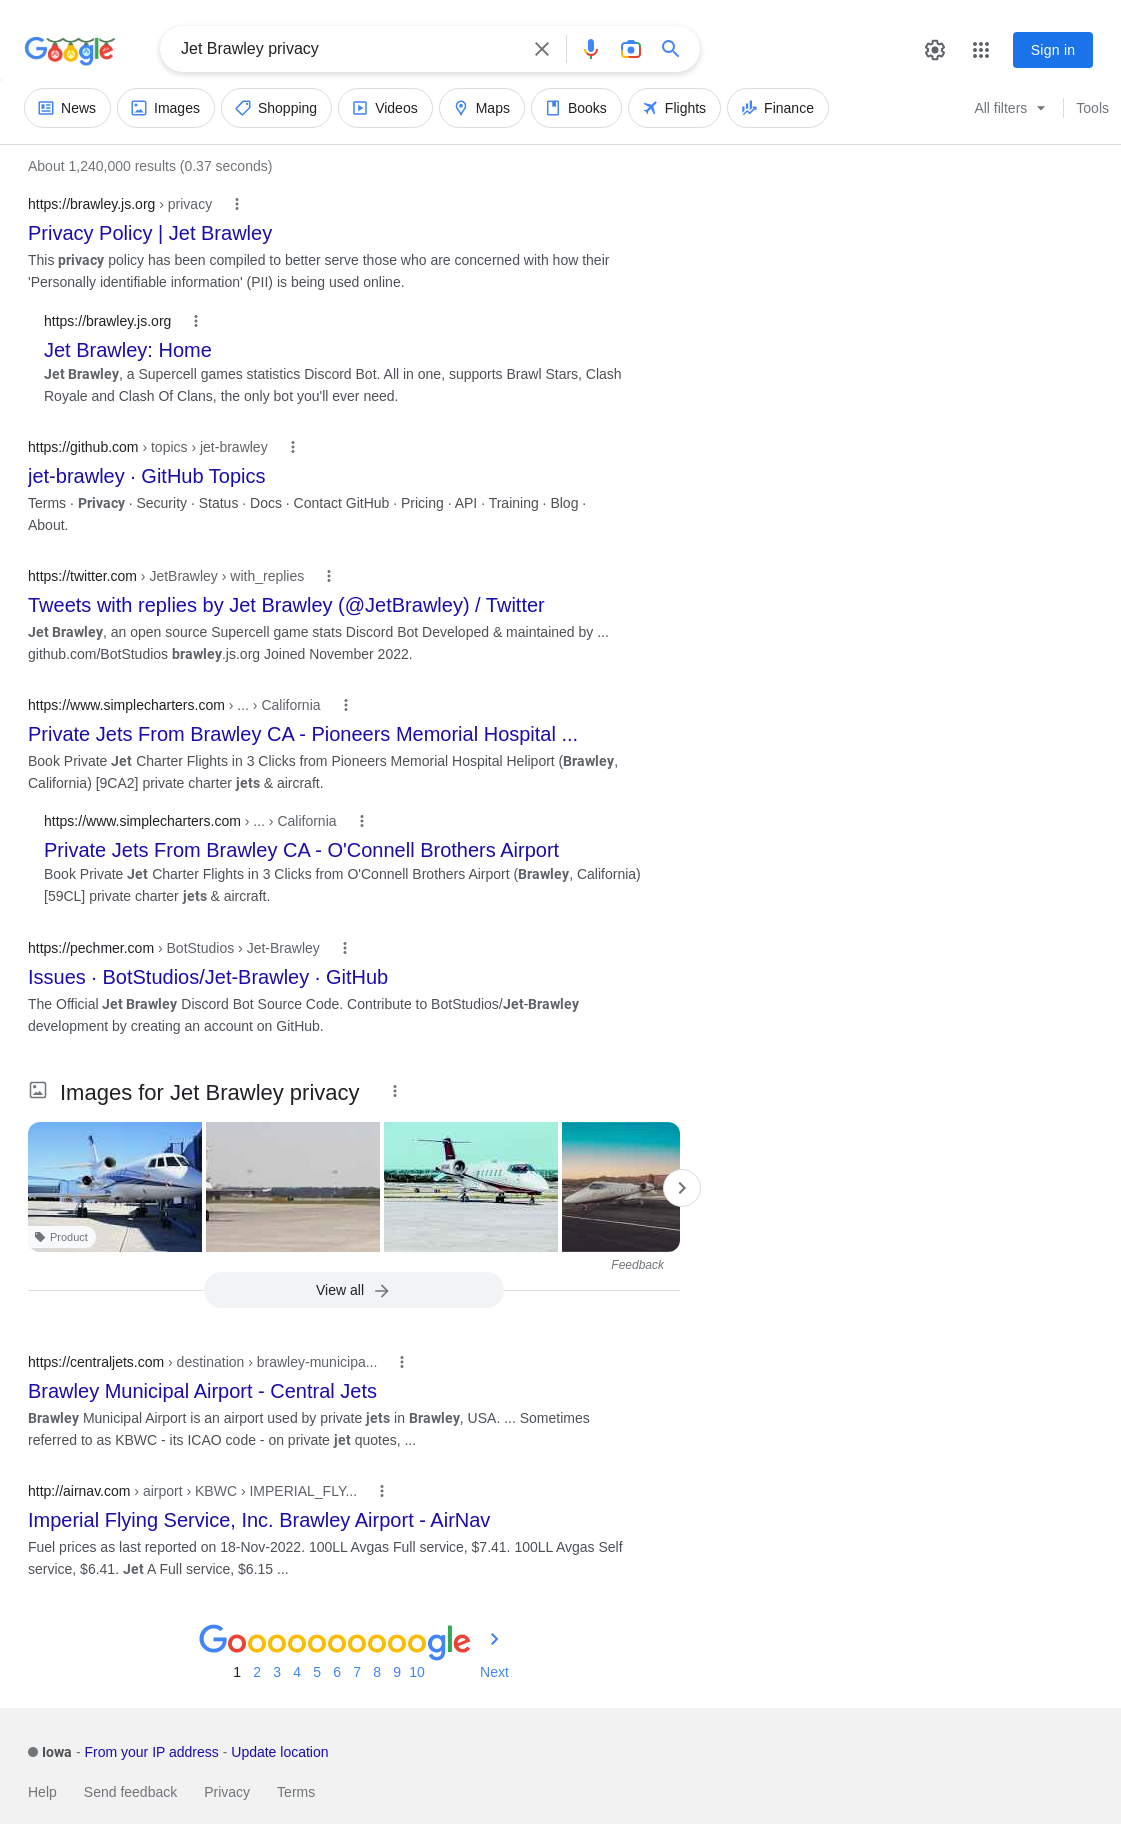 Google
Jet Brawley privacy
Sign in
News
Images
Shopping
Videos
Maps
Books
Flights
Finance
All filters
Tools
About 1,240,000 results (0.37 seconds)
https://brawley.js.org › privacy
Privacy Policy | Jet Brawley
This privacy policy has been compiled to better serve those who are concerned with how their
'Personally identifiable information' (PII) is being used online.
https://brawley.js.org
Jet Brawley: Home
Jet Brawley, a Supercell games statistics Discord Bot. All in one, supports Brawl Stars, Clash
Royale and Clash Of Clans, the only bot you'll ever need.
https://github.com › topics › jet-brawley
jet-brawley · GitHub Topics
Terms · Privacy · Security · Status · Docs · Contact GitHub · Pricing · API · Training · Blog ·
About.
https://twitter.com › JetBrawley › with_replies
Tweets with replies by Jet Brawley (@JetBrawley) / Twitter
Jet Brawley, an open source Supercell game stats Discord Bot Developed & maintained by ...
github.com/BotStudios brawley.js.org Joined November 2022.
https://www.simplecharters.com › ... › California
Private Jets From Brawley CA - Pioneers Memorial Hospital ...
Book Private Jet Charter Flights in 3 Clicks from Pioneers Memorial Hospital Heliport (Brawley,
California) [9CA2] private charter jets & aircraft.
https://www.simplecharters.com › ... › California
Private Jets From Brawley CA - O'Connell Brothers Airport
Book Private Jet Charter Flights in 3 Clicks from O'Connell Brothers Airport (Brawley, California)
[59CL] private charter jets & aircraft.
https://pechmer.com › BotStudios › Jet-Brawley
Issues · BotStudios/Jet-Brawley · GitHub
The Official Jet Brawley Discord Bot Source Code. Contribute to BotStudios/Jet-Brawley
development by creating an account on GitHub.
Images for Jet Brawley privacy
Product
Feedback
View all
https://centraljets.com › destination › brawley-municipa...
Brawley Municipal Airport - Central Jets
Brawley Municipal Airport is an airport used by private jets in Brawley, USA. ... Sometimes
referred to as KBWC - its ICAO code - on private jet quotes, ...
http://airnav.com › airport › KBWC › IMPERIAL_FLY...
Imperial Flying Service, Inc. Brawley Airport - AirNav
Fuel prices as last reported on 18-Nov-2022. 100LL Avgas Full service, $7.41. 100LL Avgas Self
service, $6.41. Jet A Full service, $6.15 ...
Goooooooooogle
1 2 3 4 5 6 7 8 9 10 Next
Iowa - From your IP address - Update location
Help Send feedback Privacy Terms